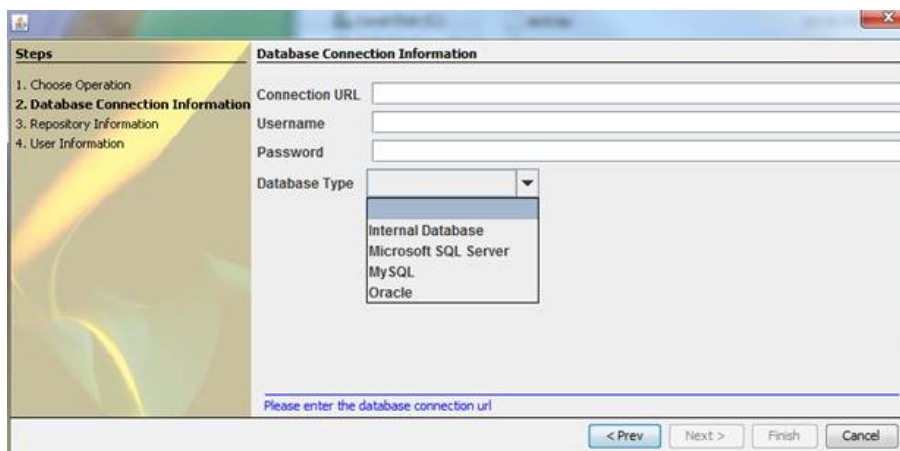 Steps
1. Choose Operation
2. Database Connection Information
3. Repository Information
4. User Information
Database Connection Information
Connection URL
Username
Password
Database Type
Internal Database
Microsoft SQL Server
MySQL
Oracle
Please enter the database connection url
< Prev
Next >
Finish
Cancel